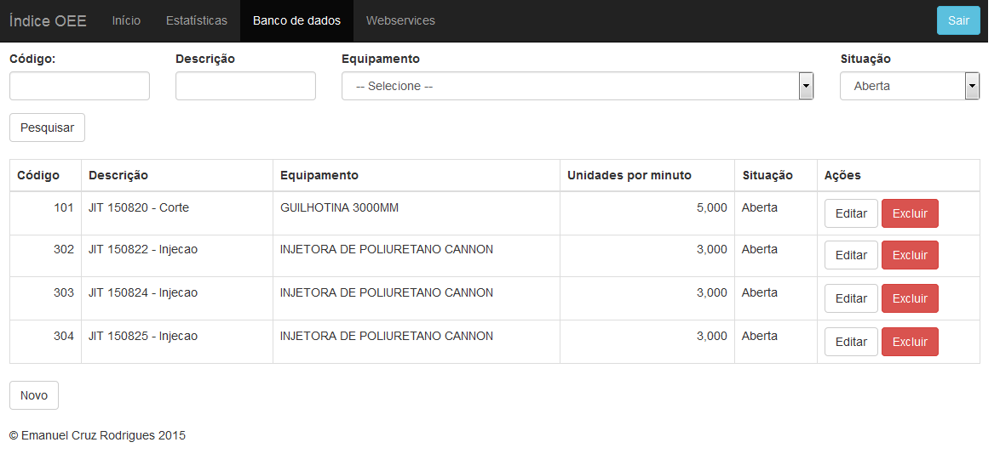 Índice OEE Início Estatísticas Banco de dados Webservices Sair
Código: Descrição Equipamento Situação
-- Selecione -- Aberta
Pesquisar
Código Descrição Equipamento Unidades por minuto Situação Ações
101 JIT 150820 - Corte GUILHOTINA 3000MM 5,000 Aberta Editar Excluir
302 JIT 150822 - Injecao INJETORA DE POLIURETANO CANNON 3,000 Aberta Editar Excluir
303 JIT 150824 - Injecao INJETORA DE POLIURETANO CANNON 3,000 Aberta Editar Excluir
304 JIT 150825 - Injecao INJETORA DE POLIURETANO CANNON 3,000 Aberta Editar Excluir
Novo
© Emanuel Cruz Rodrigues 2015